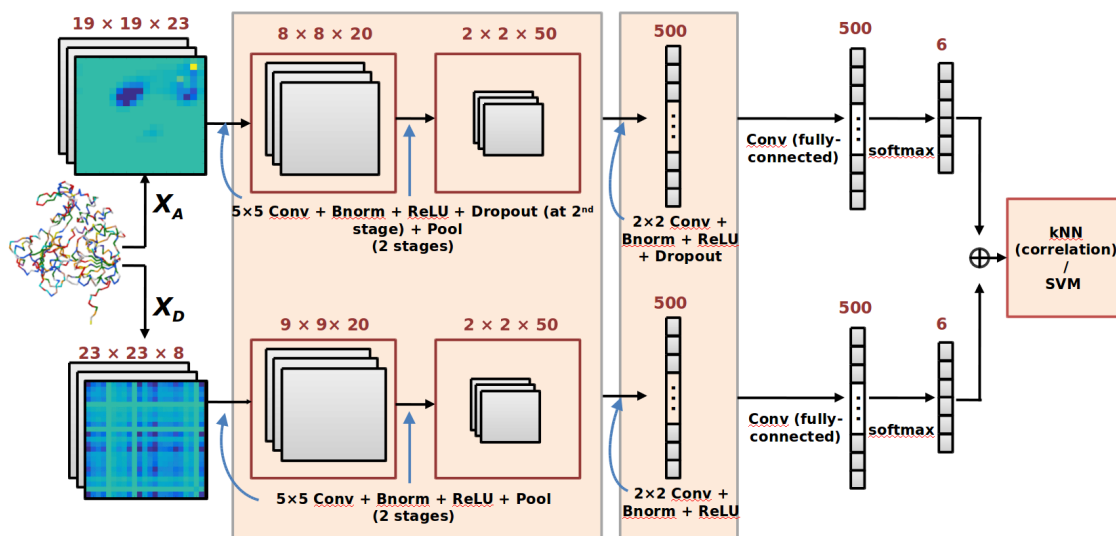 19 × 19 × 23
8 × 8 × 20
2 × 2 × 50
500
500
6
X_A
5×5 Conv + Bnorm + ReLU + Dropout (at 2nd
stage) + Pool
(2 stages)
2×2 Conv +
Bnorm + ReLU
+ Dropout
Conv (fully-
connected)
softmax
kNN
(correlation)
/
SVM
X_D
23 × 23 × 8
9 × 9× 20
2 × 2 × 50
500
500
6
5×5 Conv + Bnorm + ReLU + Pool
(2 stages)
2×2 Conv +
Bnorm + ReLU
Conv (fully-
connected)
softmax